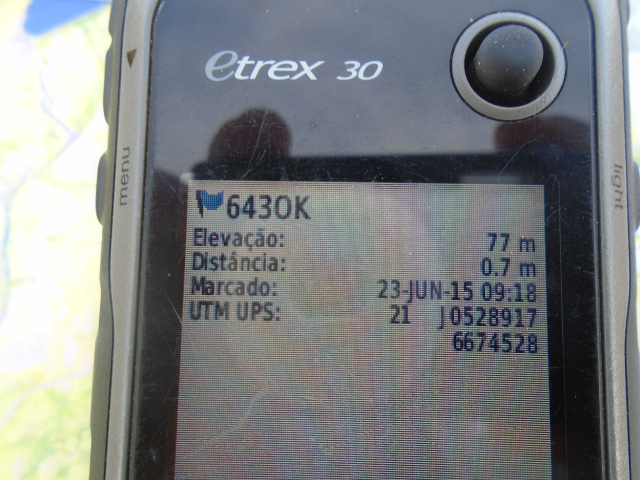 etrex 30
menu
light
643OK
Elevação: 77 m
Distância: 0.7 m
Marcado: 23-JUN-15 09:18
UTM UPS: 21 J0528917
6674528